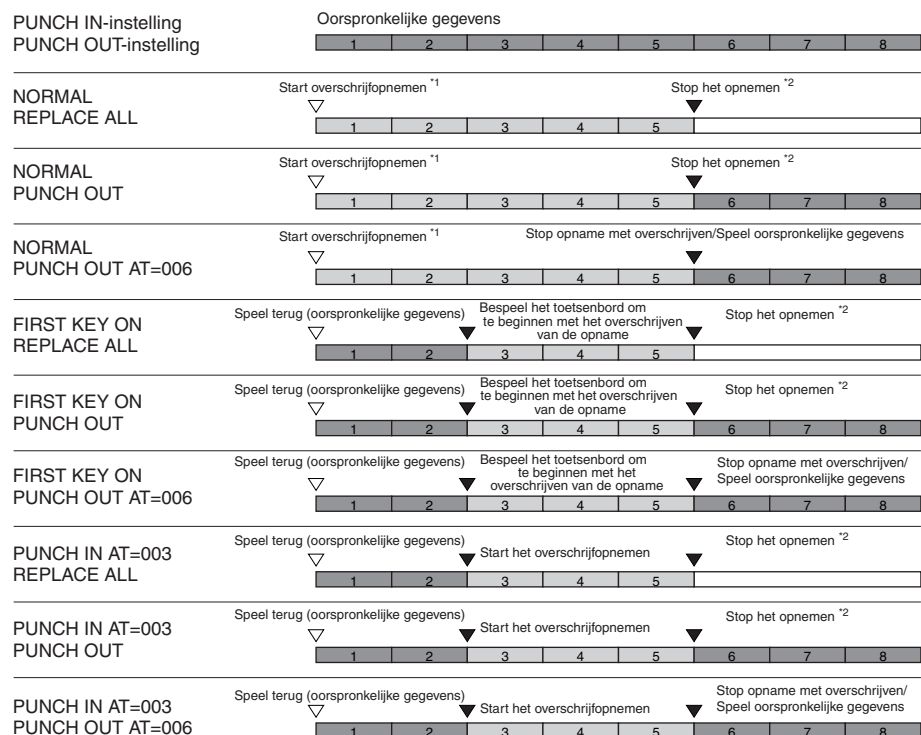 PUNCH IN-instelling
PUNCH OUT-instelling
Oorspronkelijke gegevens
1 2 3 4 5 6 7 8
NORMAL
REPLACE ALL
Start overschrijfopnemen *1
Stop het opnemen *2
1 2 3 4 5
NORMAL
PUNCH OUT
Start overschrijfopnemen *1
Stop het opnemen *2
1 2 3 4 5 6 7 8
NORMAL
PUNCH OUT AT=006
Start overschrijfopnemen *1
Stop opname met overschrijven/Speel oorspronkelijke gegevens
1 2 3 4 5 6 7 8
FIRST KEY ON
REPLACE ALL
Speel terug (oorspronkelijke gegevens)
Bespeel het toetsenbord om
te beginnen met het overschrijven
van de opname
Stop het opnemen *2
1 2 3 4 5
FIRST KEY ON
PUNCH OUT
Speel terug (oorspronkelijke gegevens)
Bespeel het toetsenbord om
te beginnen met het overschrijven
van de opname
Stop het opnemen *2
1 2 3 4 5 6 7 8
FIRST KEY ON
PUNCH OUT AT=006
Speel terug (oorspronkelijke gegevens)
Bespeel het toetsenbord om
te beginnen met het
overschrijven van de opname
Stop opname met overschrijven/
Speel oorspronkelijke gegevens
1 2 3 4 5 6 7 8
PUNCH IN AT=003
REPLACE ALL
Speel terug (oorspronkelijke gegevens)
Start het overschrijfopnemen
Stop het opnemen *2
1 2 3 4 5
PUNCH IN AT=003
PUNCH OUT
Speel terug (oorspronkelijke gegevens)
Start het overschrijfopnemen
Stop het opnemen *2
1 2 3 4 5 6 7 8
PUNCH IN AT=003
PUNCH OUT AT=006
Speel terug (oorspronkelijke gegevens)
Start het overschrijfopnemen
Stop opname met overschrijven/
Speel oorspronkelijke gegevens
1 2 3 4 5 6 7 8